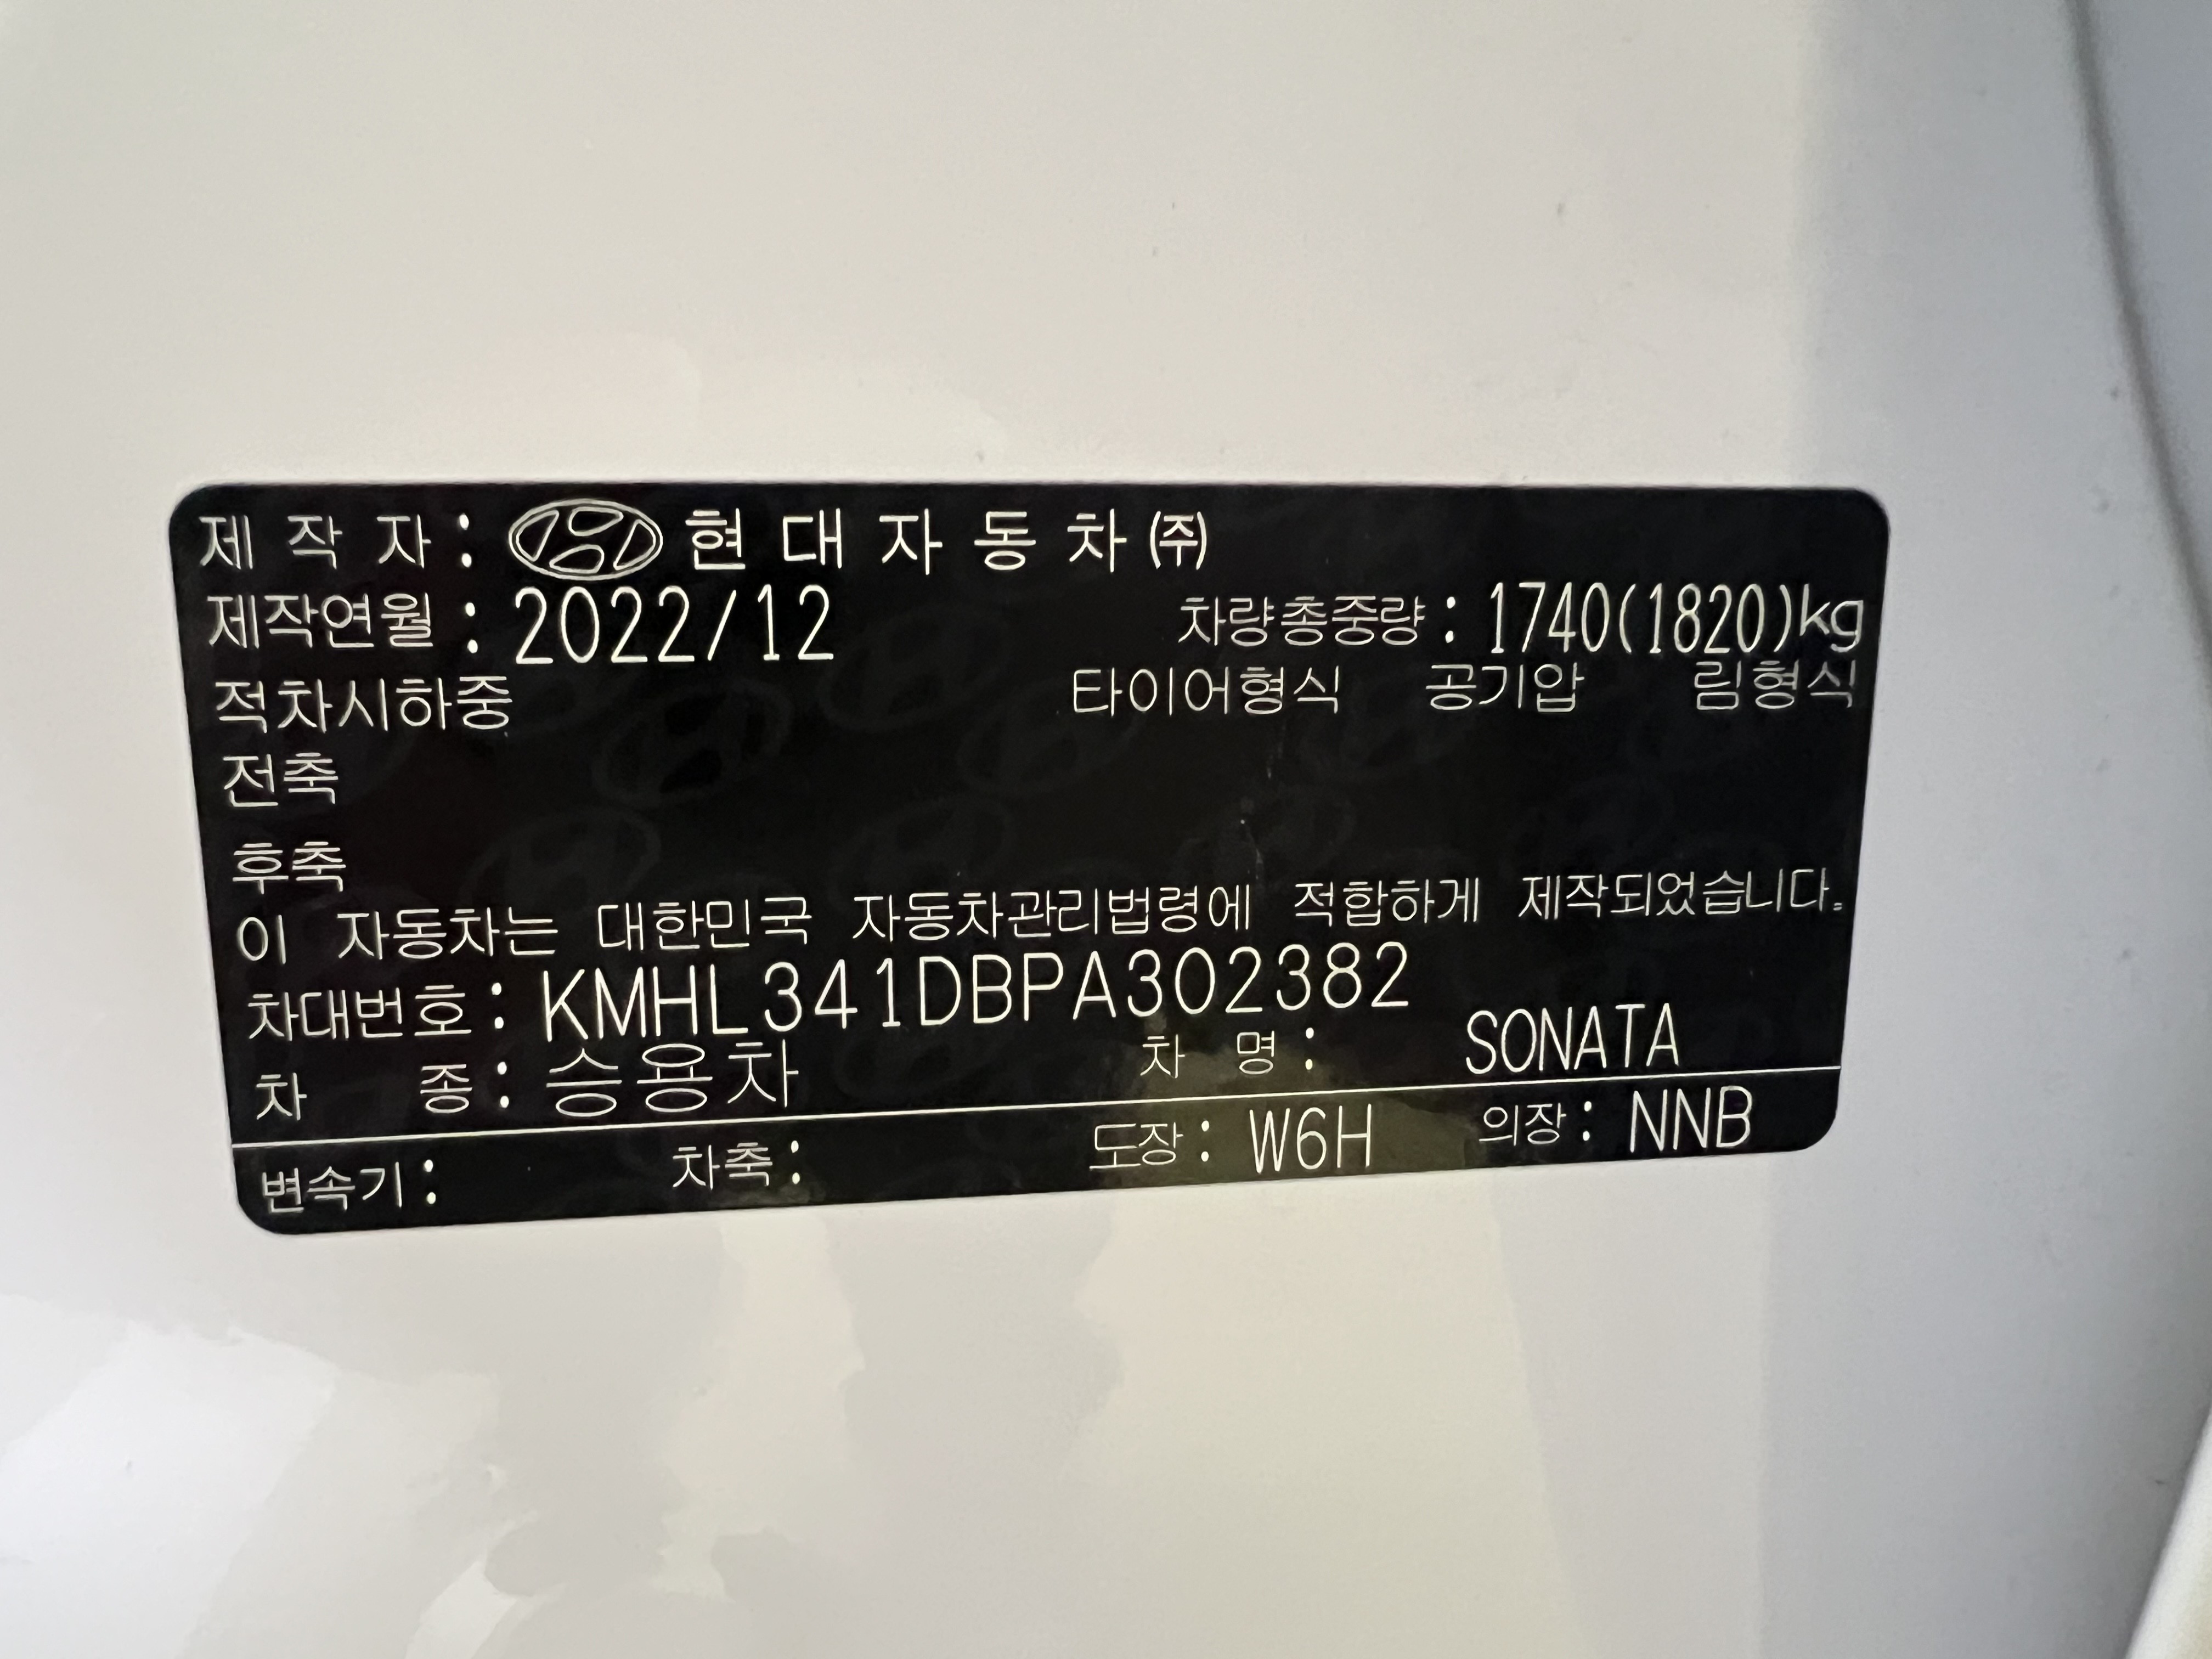 제 작 자 : 현 대 자 동 차 ㈜
제작연월 : 2022/12 차량총중량 : 1740(1820)kg
적차시하중 타이어형식 공기압 림형식
전축
후축
이 자동차는 대한민국 자동차관리법령에 적합하게 제작되었습니다.
차대번호 : KMHL341DBPA302382
차 종 : 승용차 차 명 : SONATA
변속기 : 차축 : 도장 : W6H 의장 : NNB